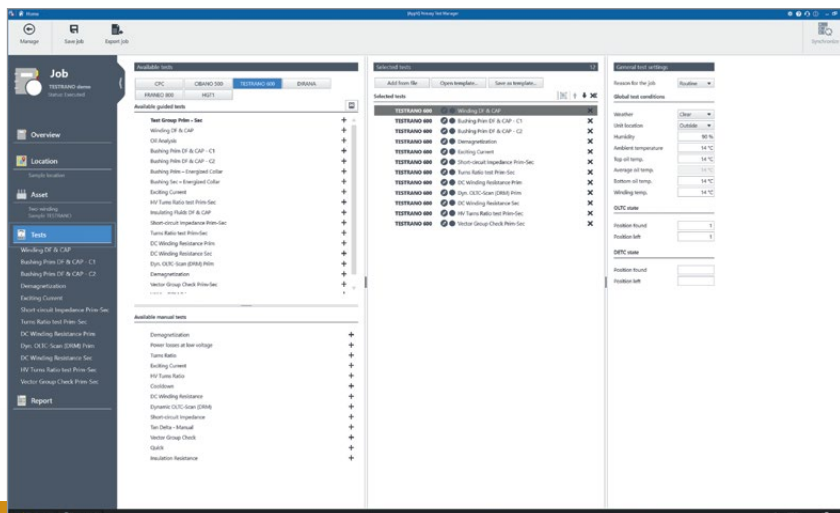 Home
Primary Test Manager
Manage
Save job
Export job
Synchronize
Job
TESTRANO demo
Status: Executed
Overview
Location
Sample location
Asset
Two-winding
Sample TESTRANO
Tests
Winding DF & CAP
Bushing Prim DF & CAP - C1
Bushing Prim DF & CAP - C2
Demagnetization
Exciting Current
Short-circuit Impedance Prim-Sec
Turns Ratio test Prim-Sec
DC Winding Resistance Prim
Dyn. OLTC-Scan (DRM) Prim
DC Winding Resistance Sec
HV Turns Ratio test Prim-Sec
Vector Group Check Prim-Sec
Report
Available tests
CPC
CIBANO 500
TESTRANO 600
DIRANA
FRANEO 800
HGT1
Available guided tests
Test Group Prim - Sec
Winding DF & CAP
Oil Analysis
Bushing Prim DF & CAP - C1
Bushing Prim DF & CAP - C2
Bushing Prim – Energized Collar
Bushing Sec – Energized Collar
Exciting Current
HV Turns Ratio test Prim-Sec
Insulating Fluids DF & CAP
Short-circuit Impedance Prim-Sec
Turns Ratio test Prim-Sec
DC Winding Resistance Prim
DC Winding Resistance Sec
Dyn. OLTC-Scan (DRM) Prim
Demagnetization
Vector Group Check Prim-Sec
Available manual tests
Demagnetization
Power losses at low voltage
Turns Ratio
Exciting Current
HV Turns Ratio
Cooldown
DC Winding Resistance
Dynamic OLTC-Scan (DRM)
Short-circuit Impedance
Tan Delta - Manual
Vector Group Check
Quick
Insulation Resistance
Selected tests 12
Add from file
Open template...
Save as template...
Selected tests
TESTRANO 600 Winding DF & CAP
TESTRANO 600 Bushing Prim DF & CAP - C1
TESTRANO 600 Bushing Prim DF & CAP - C2
TESTRANO 600 Demagnetization
TESTRANO 600 Exciting Current
TESTRANO 600 Short-circuit Impedance Prim-Sec
TESTRANO 600 Turns Ratio test Prim-Sec
TESTRANO 600 DC Winding Resistance Prim
TESTRANO 600 Dyn. OLTC-Scan (DRM) Prim
TESTRANO 600 DC Winding Resistance Sec
TESTRANO 600 HV Turns Ratio test Prim-Sec
TESTRANO 600 Vector Group Check Prim-Sec
General test settings
Reason for the job Routine
Global test conditions
Weather Clear
Unit location Outside
Humidity 90 %
Ambient temperature 14 °C
Top oil temp. 14 °C
Average oil temp. 14 °C
Bottom oil temp. 14 °C
Winding temp. 14 °C
OLTC state
Position found 1
Position left 1
DETC state
Position found
Position left